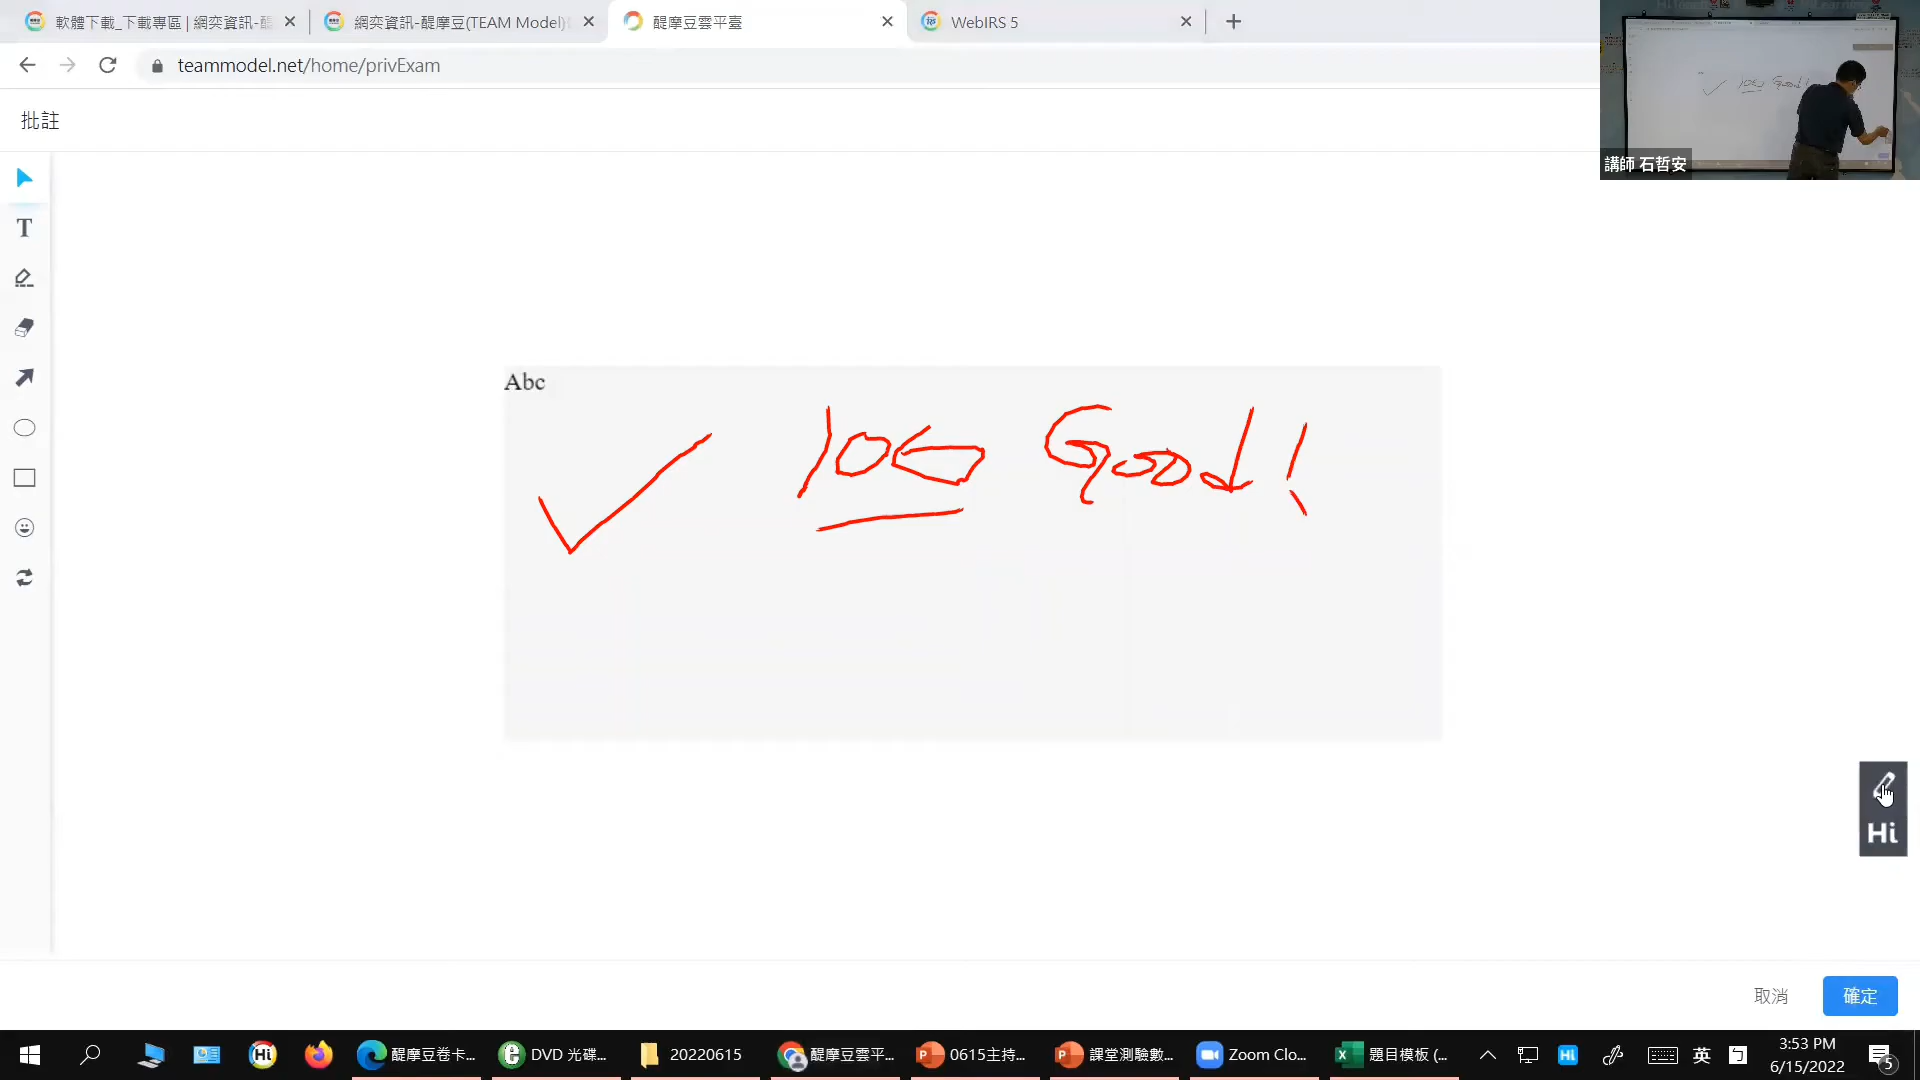 軟體下載_下載專區 | 網奕資訊-醍
網奕資訊-醍摩豆(TEAM Model)
醍摩豆雲平臺
WebIRS 5
teammodel.net/home/privExam
講師 石哲安
批註
T
Abc
100 Good!
Hi
取消
確定
Hi
醍摩豆卷卡...
DVD 光碟...
20220615
醍摩豆雲平...
0615主持...
課堂測驗數...
Zoom Clo...
題目模板 (...
Hi
英
3:53 PM
6/15/2022
5